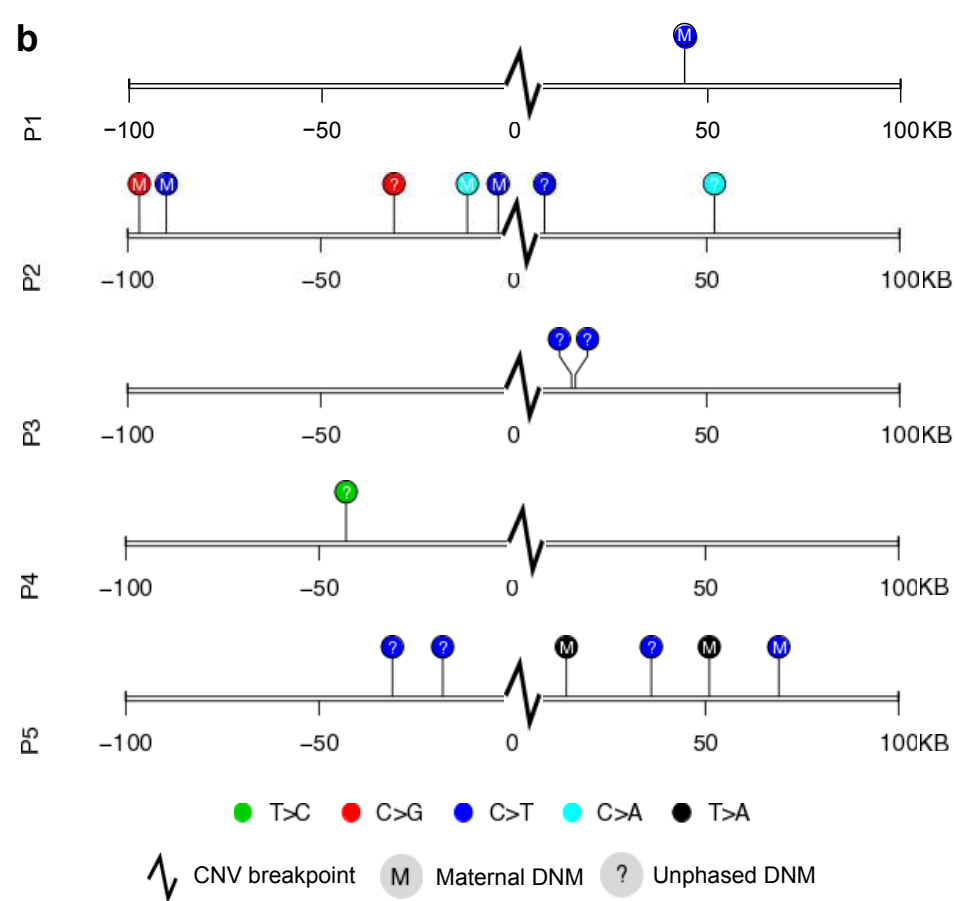 b
M
P1 −100 −50 0 50 100KB
M M ? M M ? ?
P2 −100 −50 0 50 100KB
? ?
P3 −100 −50 0 50 100KB
?
P4 −100 −50 0 50 100KB
? ? M ? M M
P5 −100 −50 0 50 100KB
T>C C>G C>T C>A T>A
CNV breakpoint M Maternal DNM ? Unphased DNM